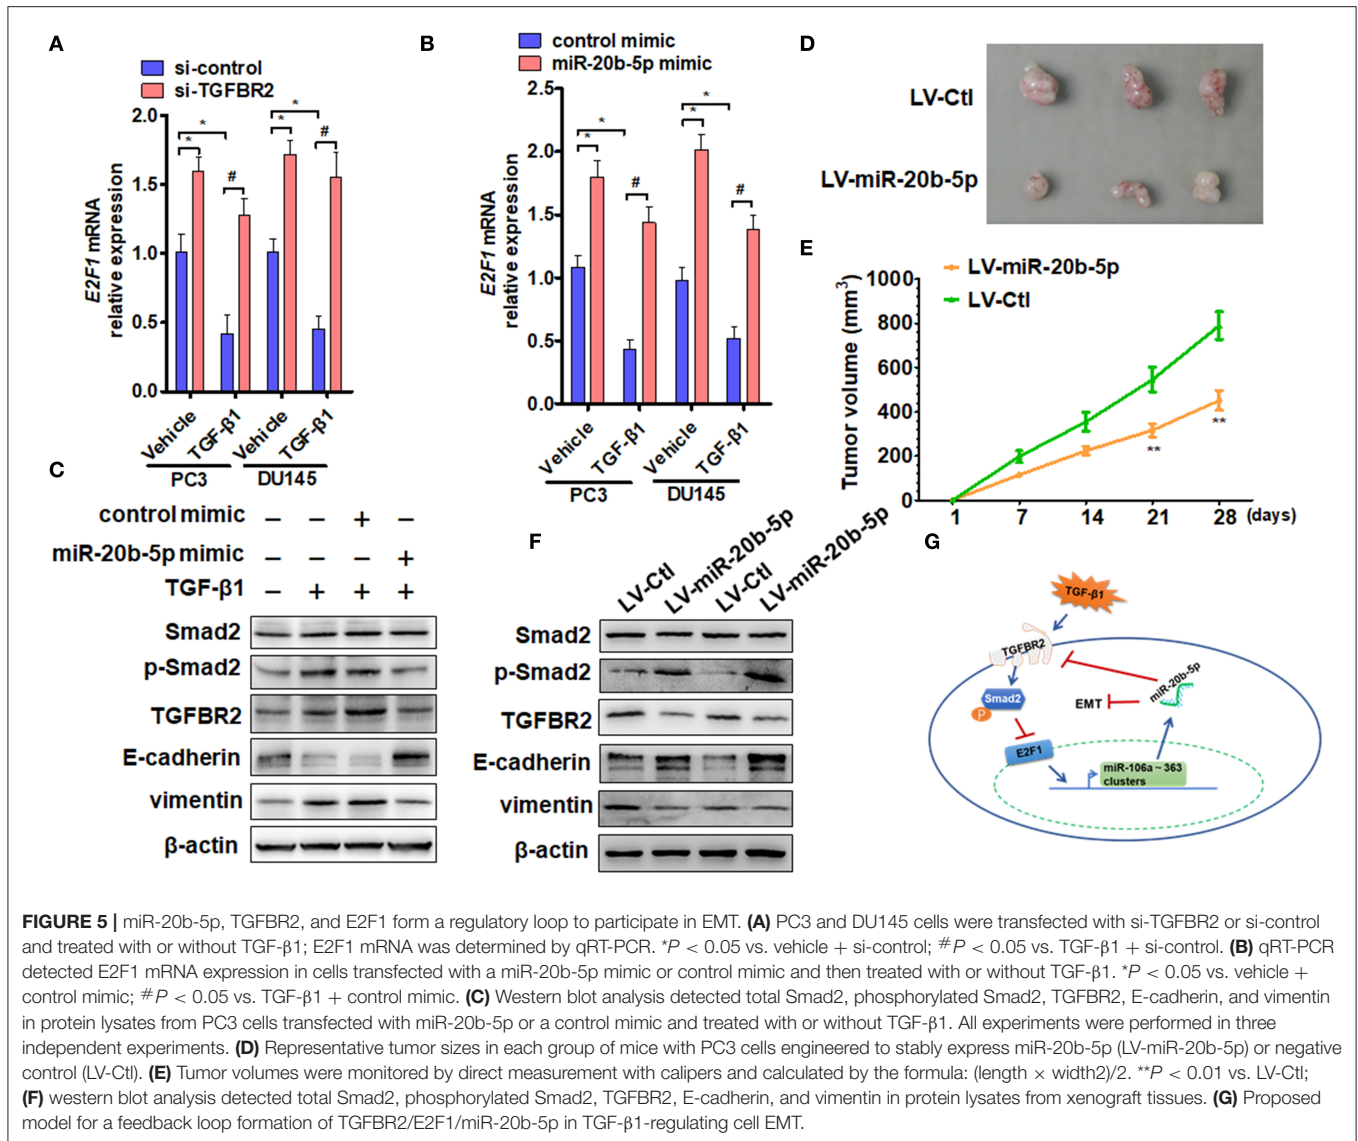 A
si-control
si-TGFBR2
E2F1 mRNA
relative expression
2.0
1.5
1.0
0.5
0.0
* * # * * #
Vehicle
TGF-β1
Vehicle
TGF-β1
PC3
DU145
B
control mimic
miR-20b-5p mimic
E2F1 mRNA
relative expression
2.5
2.0
1.5
1.0
0.5
0.0
* * # * * #
Vehicle
TGF-β1
Vehicle
TGF-β1
PC3
DU145
C
control mimic − − + −
miR-20b-5p mimic − − − +
TGF-β1 − + + +
Smad2
p-Smad2
TGFBR2
E-cadherin
vimentin
β-actin
D
LV-Ctl
LV-miR-20b-5p
E
LV-miR-20b-5p
LV-Ctl
Tumor volume (mm3)
1000
800
600
400
200
0
** **
1 7 14 21 28 (days)
F
LV-Ctl
LV-miR-20b-5p
LV-Ctl
LV-miR-20b-5p
Smad2
p-Smad2
TGFBR2
E-cadherin
vimentin
β-actin
G
TGF-β1
TGFBR2
Smad2
P
EMT
miR-20b-5p
E2F1
miR-106a~363
clusters
FIGURE 5 | miR-20b-5p, TGFBR2, and E2F1 form a regulatory loop to participate in EMT. (A) PC3 and DU145 cells were transfected with si-TGFBR2 or si-control
and treated with or without TGF-β1; E2F1 mRNA was determined by qRT-PCR. *P < 0.05 vs. vehicle + si-control; #P < 0.05 vs. TGF-β1 + si-control. (B) qRT-PCR
detected E2F1 mRNA expression in cells transfected with a miR-20b-5p mimic or control mimic and then treated with or without TGF-β1. *P < 0.05 vs. vehicle +
control mimic; #P < 0.05 vs. TGF-β1 + control mimic. (C) Western blot analysis detected total Smad2, phosphorylated Smad2, TGFBR2, E-cadherin, and vimentin
in protein lysates from PC3 cells transfected with miR-20b-5p or a control mimic and treated with or without TGF-β1. All experiments were performed in three
independent experiments. (D) Representative tumor sizes in each group of mice with PC3 cells engineered to stably express miR-20b-5p (LV-miR-20b-5p) or negative
control (LV-Ctl). (E) Tumor volumes were monitored by direct measurement with calipers and calculated by the formula: (length × width2)/2. **P < 0.01 vs. LV-Ctl;
(F) western blot analysis detected total Smad2, phosphorylated Smad2, TGFBR2, E-cadherin, and vimentin in protein lysates from xenograft tissues. (G) Proposed
model for a feedback loop formation of TGFBR2/E2F1/miR-20b-5p in TGF-β1-regulating cell EMT.